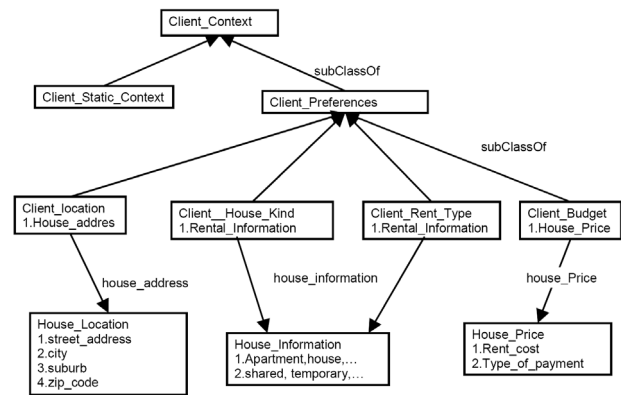 Client_Context
subClassOf
Client_Static_Context
Client_Preferences
subClassOf
Client_location
1.House_addres
Client__House_Kind
1.Rental_Information
Client_Rent_Type
1.Rental_Information
Client_Budget
1.House_Price
house_address
house_information
house_Price
House_Location
1.street_address
2.city
3.suburb
4.zip_code
House_Information
1.Apartment,house,...
2.shared, temporary,...
House_Price
1.Rent_cost
2.Type_of_payment